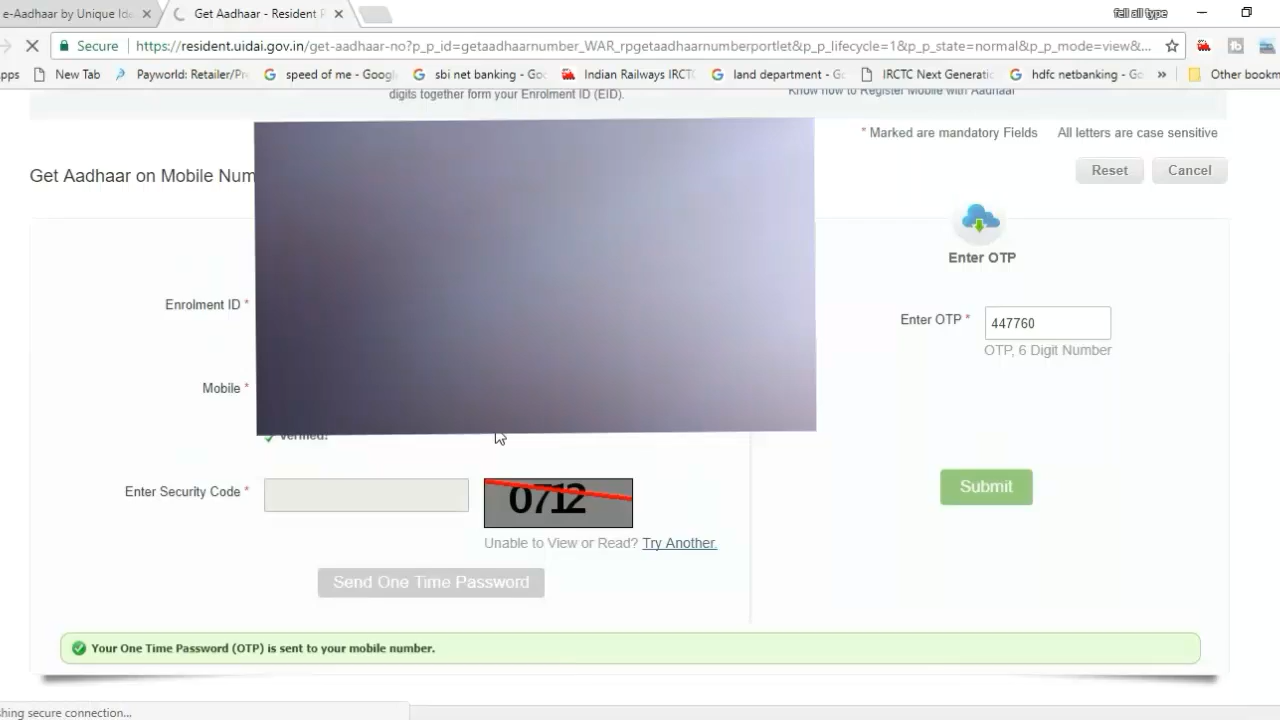 e-Aadhaar by Unique Id
Get Aadhaar - Resident P
fell all type
Secure
https://resident.uidai.gov.in/get-aadhaar-no?p_p_id=getaadhaarnumber_WAR_rpgetaadhaarnumberportlet&p_p_lifecycle=1&p_p_state=normal&p_p_mode=view&...
pps
New Tab
Payworld: Retailer/Pr
speed of me - Googl
sbi net banking - Goo
Indian Railways IRCTC
land department - G
IRCTC Next Generatic
hdfc netbanking - Go
»
Other bookm
digits together form your Enrolment ID (EID).
Know how to Register Mobile with Aadhaar
* Marked are mandatory Fields
All letters are case sensitive
Get Aadhaar on Mobile Num
Reset
Cancel
Enter OTP
Enrolment ID *
Enter OTP *
447760
OTP, 6 Digit Number
Mobile *
Verified!
Enter Security Code *
0712
Submit
Unable to View or Read? Try Another.
Send One Time Password
Your One Time Password (OTP) is sent to your mobile number.
shing secure connection...